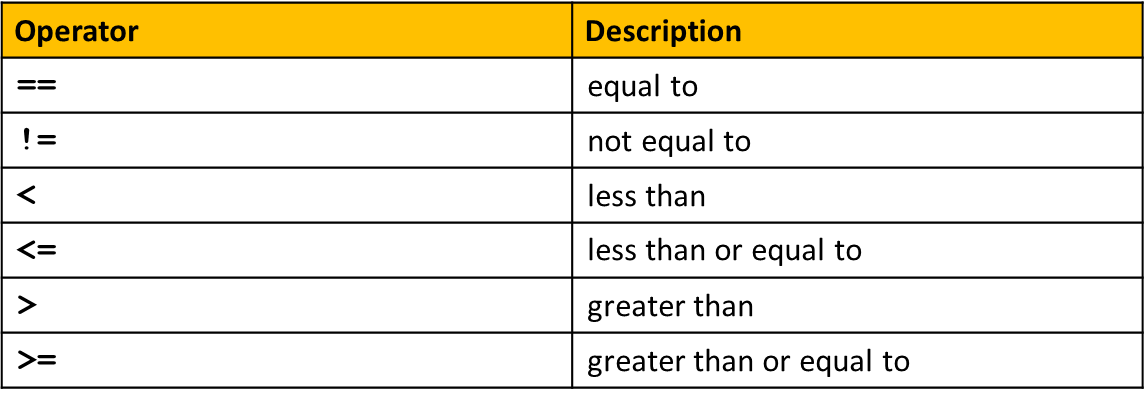 Operator Description
== equal to
!= not equal to
< less than
<= less than or equal to
> greater than
>= greater than or equal to